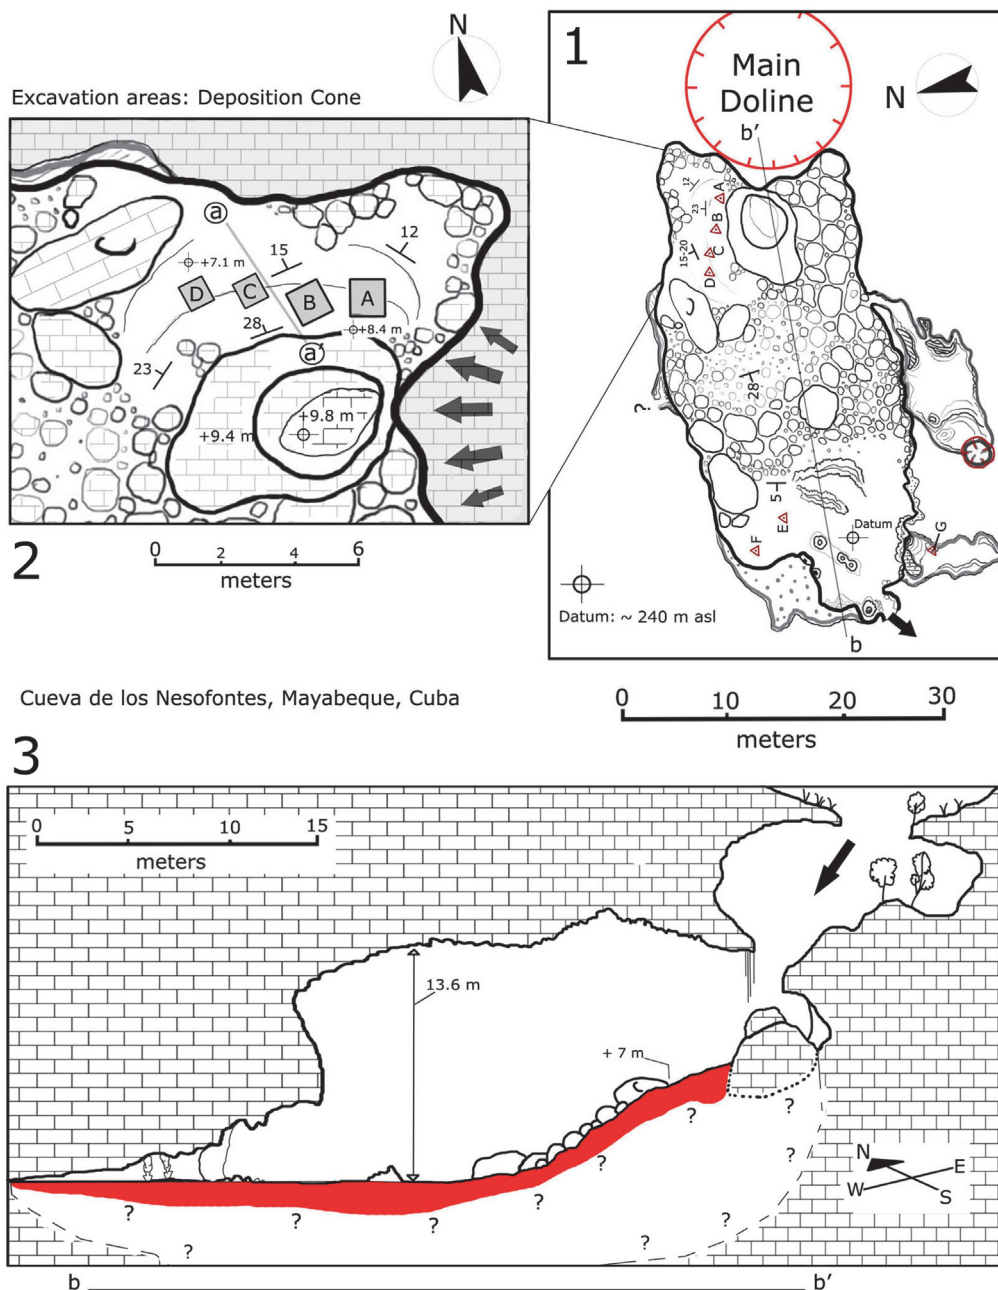 N
1
Main
Doline
b'
N
Excavation areas: Deposition Cone
a
15
12
+7.1 m
D
C
B
A
28
+8.4 m
a'
23
+9.8 m
+9.4 m
2
0 2 4 6
meters
12
23
15-20
A
B
C
D
28
?
5
E
F
Datum
G
Datum: ~ 240 m asl
b
Cueva de los Nesofontes, Mayabeque, Cuba
0 10 20 30
meters
3
0 5 10 15
meters
13.6 m
+ 7 m
?
?
?
?
?
?
?
?
?
?
?
N
E
W
S
b
b'